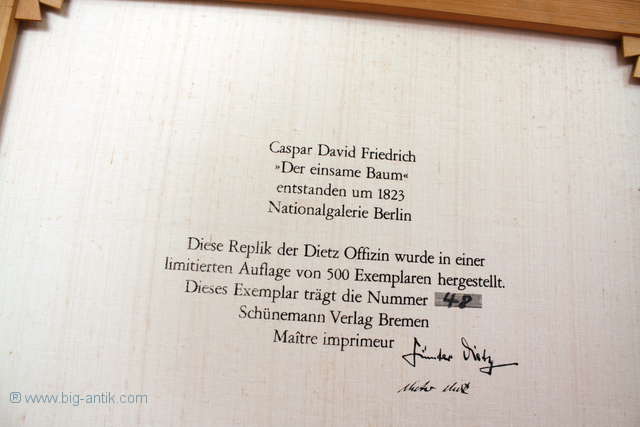 Caspar David Friedrich
»Der einsame Baum«
entstanden um 1823
Nationalgalerie Berlin
Diese Replik der Dietz Offizin wurde in einer
limitierten Auflage von 500 Exemplaren hergestellt.
Dieses Exemplar trägt die Nummer 48
Schünemann Verlag Bremen
Maître imprimeur Günter Dietz
® www.big-antik.com